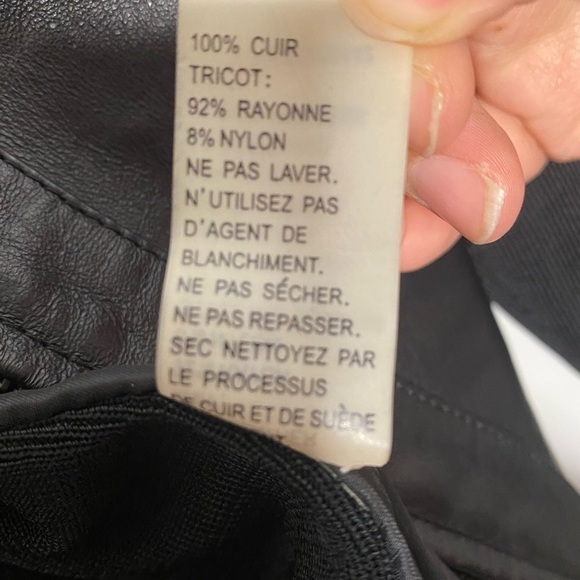 100% CUIR
TRICOT:
92% RAYONNE
8% NYLON
NE PAS LAVER.
N'UTILISEZ PAS
D'AGENT DE
BLANCHIMENT.
NE PAS SÉCHER.
NE PAS REPASSER.
SEC NETTOYEZ PAR
LE PROCESSUS
DE CUIR ET DE SUÈDE